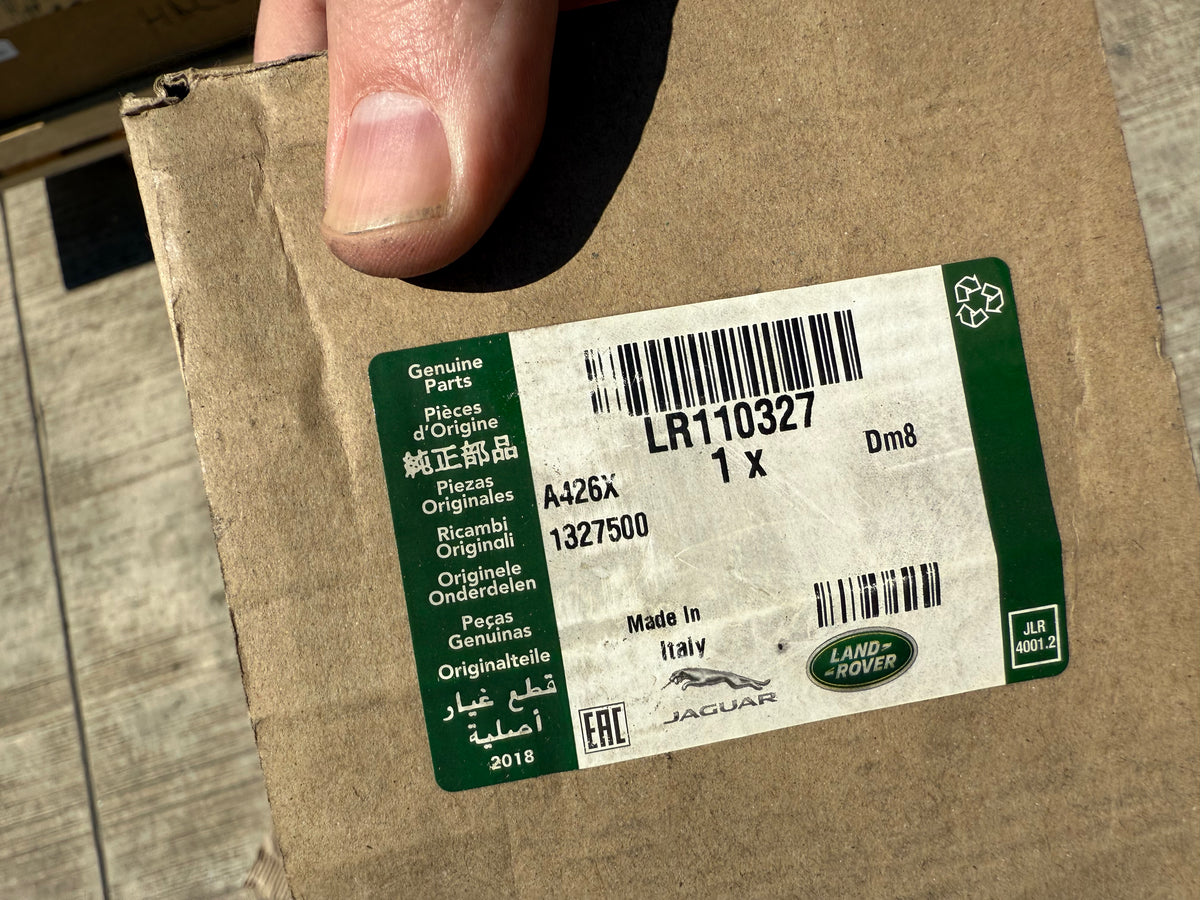 Genuine
Parts
Pièces
d'Origine
純正部品
Piezas
Originales
Ricambi
Originali
Originele
Onderdelen
Peças
Genuinas
Originalteile
قطع غيار
أصلية
2018
LR110327
1 x
Dm8
A426X
1327500
Made In
Italy
JAGUAR
LAND-
-ROVER
EAC
JLR
4001.2